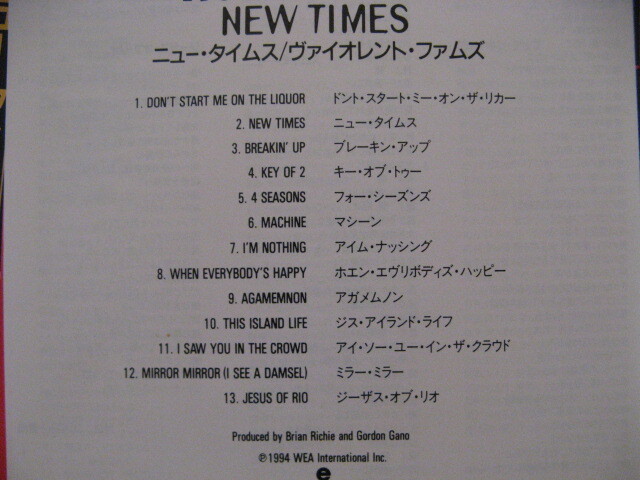 NEW TIMES
ニュー・タイムス/ヴァイオレント・ファムズ
1. DON'T START ME ON THE LIQUOR ドント・スタート・ミー・オン・ザ・リカー
2. NEW TIMES ニュー・タイムス
3. BREAKIN' UP ブレーキン・アップ
4. KEY OF 2 キー・オブ・トゥー
5. 4 SEASONS フォー・シーズンズ
6. MACHINE マシーン
7. I'M NOTHING アイム・ナッシング
8. WHEN EVERYBODY'S HAPPY ホエン・エヴリボディズ・ハッピー
9. AGAMEMNON アガメムノン
10. THIS ISLAND LIFE ジス・アイランド・ライフ
11. I SAW YOU IN THE CROWD アイ・ソー・ユー・イン・ザ・クラウド
12. MIRROR MIRROR (I SEE A DAMSEL) ミラー・ミラー
13. JESUS OF RIO ジーザス・オブ・リオ
Produced by Brian Richie and Gordon Gano
℗1994 WEA International Inc.
e